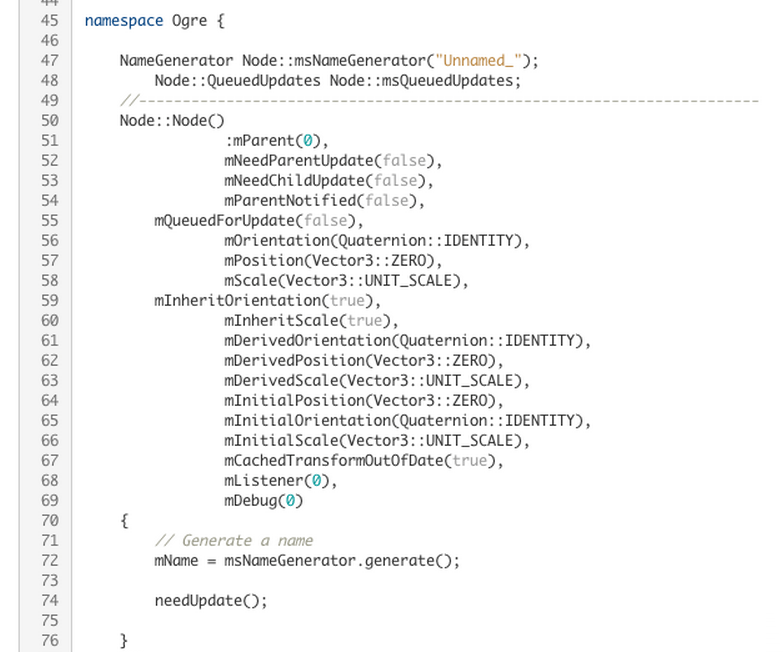 45 namespace Ogre {
46
47 NameGenerator Node::msNameGenerator("Unnamed_");
48 Node::QueuedUpdates Node::msQueuedUpdates;
49 //-----------------------------------------------------------------------
50 Node::Node()
51 :mParent(0),
52 mNeedParentUpdate(false),
53 mNeedChildUpdate(false),
54 mParentNotified(false),
55 mQueuedForUpdate(false),
56 mOrientation(Quaternion::IDENTITY),
57 mPosition(Vector3::ZERO),
58 mScale(Vector3::UNIT_SCALE),
59 mInheritOrientation(true),
60 mInheritScale(true),
61 mDerivedOrientation(Quaternion::IDENTITY),
62 mDerivedPosition(Vector3::ZERO),
63 mDerivedScale(Vector3::UNIT_SCALE),
64 mInitialPosition(Vector3::ZERO),
65 mInitialOrientation(Quaternion::IDENTITY),
66 mInitialScale(Vector3::UNIT_SCALE),
67 mCachedTransformOutOfDate(true),
68 mListener(0),
69 mDebug(0)
70 {
71 // Generate a name
72 mName = msNameGenerator.generate();
73
74 needUpdate();
75
76 }